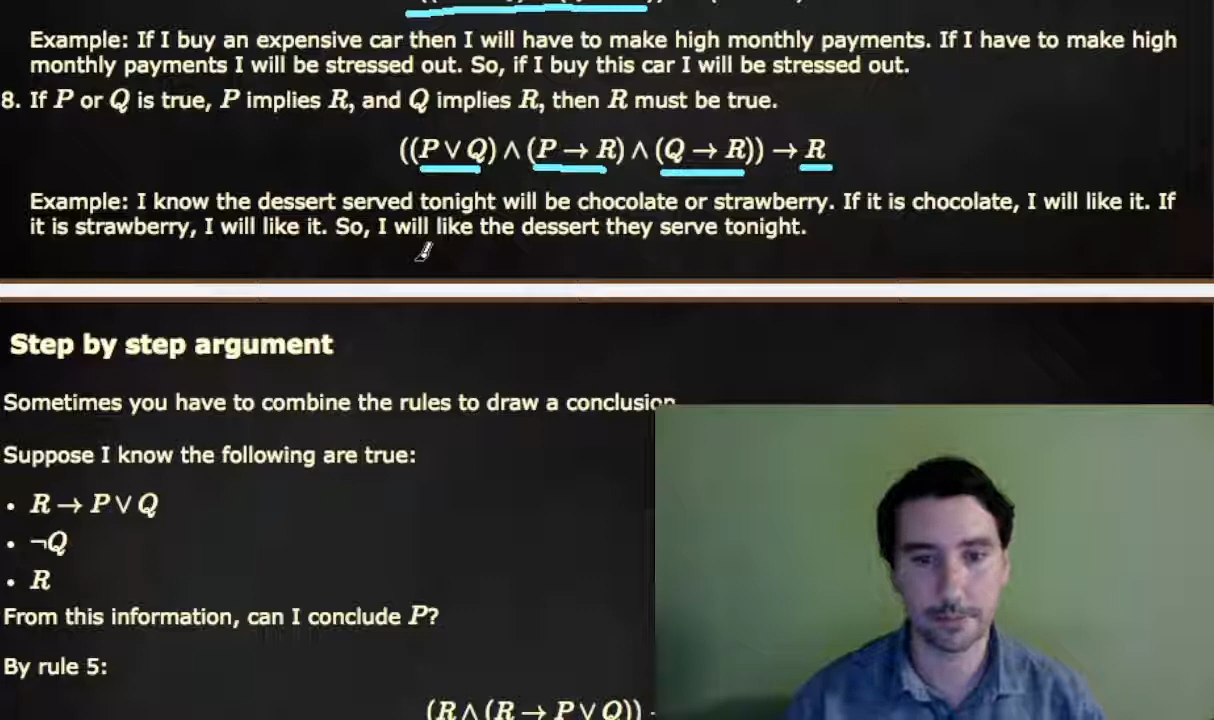 Example: If I buy an expensive car then I will have to make high monthly payments. If I have to make high
monthly payments I will be stressed out. So, if I buy this car I will be stressed out.
8. If P or Q is true, P implies R, and Q implies R, then R must be true.
((P ∨ Q) ∧ (P → R) ∧ (Q → R)) → R
Example: I know the dessert served tonight will be chocolate or strawberry. If it is chocolate, I will like it. If
it is strawberry, I will like it. So, I will like the dessert they serve tonight.
Step by step argument
Sometimes you have to combine the rules to draw a conclusion
Suppose I know the following are true:
• R → P ∨ Q
• ¬Q
• R
From this information, can I conclude P?
By rule 5:
(R ∧ (R → P ∨ Q))